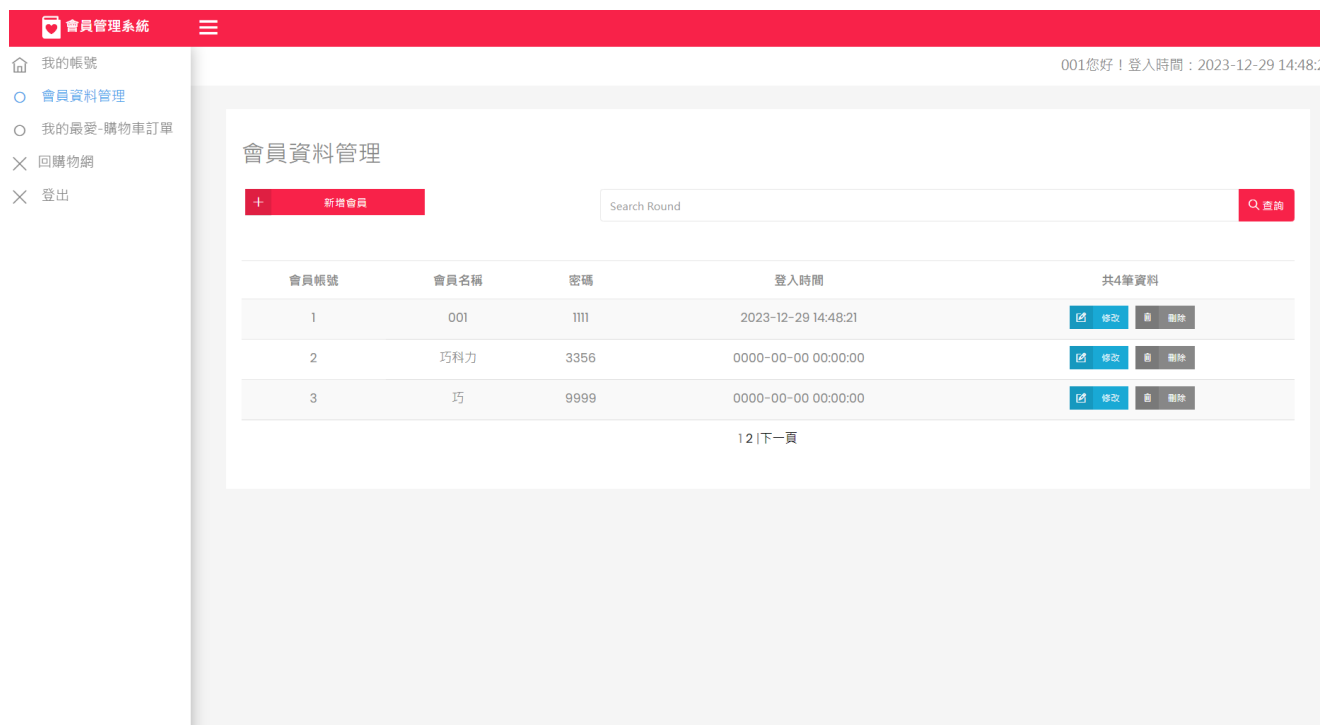 會員管理系統
001您好！登入時間：2023-12-29 14:48:2
我的帳號
會員資料管理
我的最愛-購物車訂單
回購物網
登出
會員資料管理
新增會員
Search Round
查詢
會員帳號 會員名稱 密碼 登入時間 共4筆資料
1 001 1111 2023-12-29 14:48:21 修改 刪除
2 巧科力 3356 0000-00-00 00:00:00 修改 刪除
3 巧 9999 0000-00-00 00:00:00 修改 刪除
1 2 |下一頁